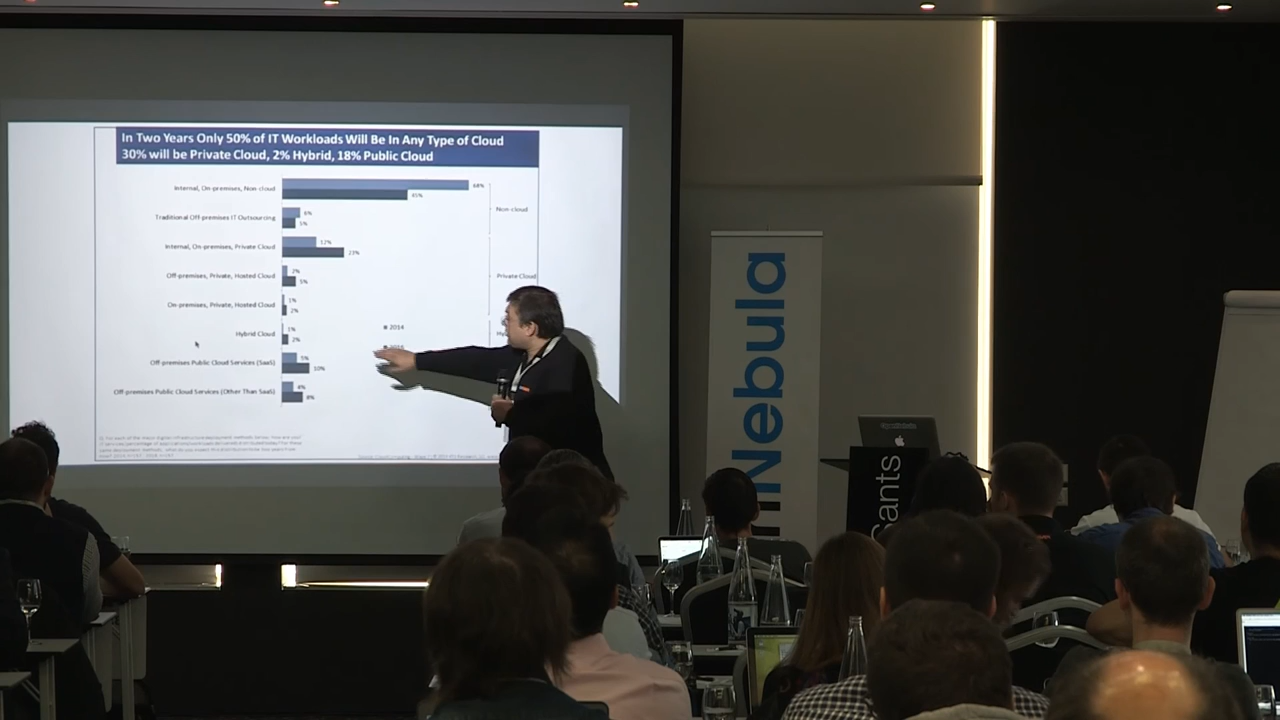 In Two Years Only 50% of IT Workloads Will Be In Any Type of Cloud
30% will be Private Cloud, 2% Hybrid, 18% Public Cloud
Internal, On-premises, Non-cloud
68%
45%
Non-cloud
Traditional Off-premises IT Outsourcing
6%
5%
Internal, On-premises, Private Cloud
12%
23%
Off-premises, Private, Hosted Cloud
2%
5%
Private Cloud
On-premises, Private, Hosted Cloud
1%
2%
Hybrid Cloud
1%
2%
2014
Off-premises Public Cloud Services (SaaS)
5%
10%
Off-premises Public Cloud Services (Other Than SaaS)
4%
8%
Nebula
Sants